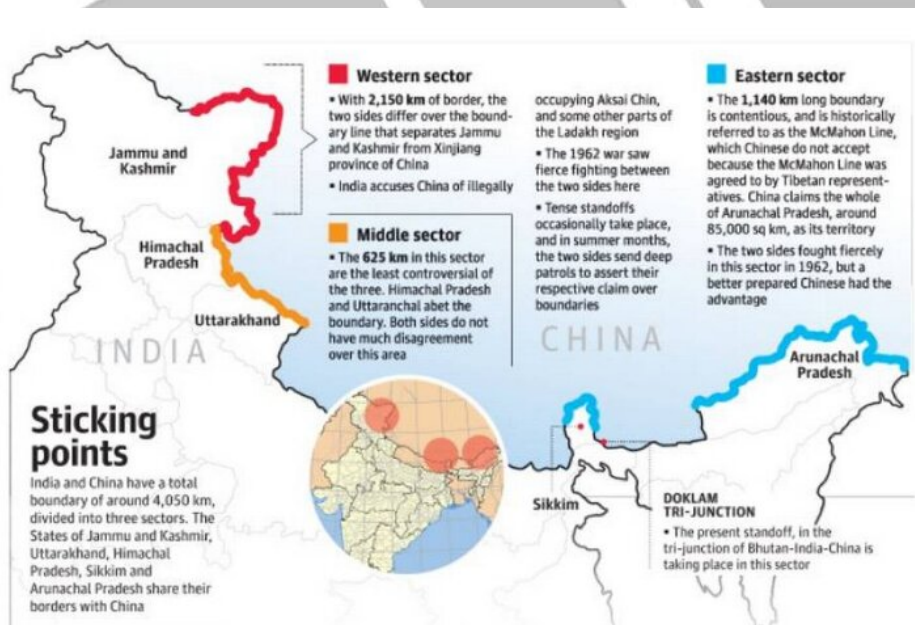 Western sector
• With 2,150 km of border, the
two sides differ over the bound-
ary line that separates Jammu
and Kashmir from Xinjiang
province of China
• India accuses China of illegally
occupying Aksai Chin,
and some other parts of
the Ladakh region
• The 1962 war saw
fierce fighting between
the two sides here
• Tense standoffs
occasionally take place,
and in summer months,
the two sides send deep
patrols to assert their
respective claim over
boundaries
Middle sector
• The 625 km in this sector
are the least controversial of
the three. Himachal Pradesh
and Uttaranchal abet the
boundary. Both sides do not
have much disagreement
over this area
Eastern sector
• The 1,140 km long boundary
is contentious, and is historically
referred to as the McMahon Line,
which Chinese do not accept
because the McMahon Line was
agreed to by Tibetan represent-
atives. China claims the whole
of Arunachal Pradesh, around
85,000 sq km, as its territory
• The two sides fought fiercely
in this sector in 1962, but a
better prepared Chinese had the
advantage
Jammu and
Kashmir
Himachal
Pradesh
Uttarakhand
INDIA
CHINA
Arunachal
Pradesh
Sikkim
Sticking
points
India and China have a total
boundary of around 4,050 km,
divided into three sectors. The
States of Jammu and Kashmir,
Uttarakhand, Himachal
Pradesh, Sikkim and
Arunachal Pradesh share their
borders with China
DOKLAM
TRI-JUNCTION
• The present standoff, in the
tri-junction of Bhutan-India-China is
taking place in this sector